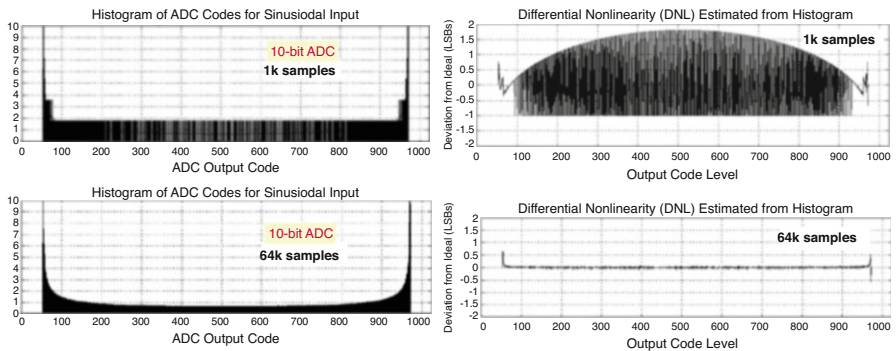 Histogram of ADC Codes for Sinusiodal Input
10
9
8
7
6
5
4
3
2
1
0
10-bit ADC
1k samples
100 200 300 400 500 600 700 800 900 1000
ADC Output Code
Differential Nonlinearity (DNL) Estimated from Histogram
Deviation from Ideal (LSBs)
2
1.5
1
0.5
0
-0.5
-1
-1.5
-2
1k samples
0 100 200 300 400 500 600 700 800 900 1000
Output Code Level
Histogram of ADC Codes for Sinusiodal Input
10
9
8
7
6
5
4
3
2
1
0
10-bit ADC
64k samples
100 200 300 400 500 600 700 800 900 1000
ADC Output Code
Differential Nonlinearity (DNL) Estimated from Histogram
Deviation from Ideal (LSBs)
2
1.5
1
0.5
0
-0.5
-1
-1.5
-2
64k samples
0 100 200 300 400 500 600 700 800 900 1000
Output Code Level